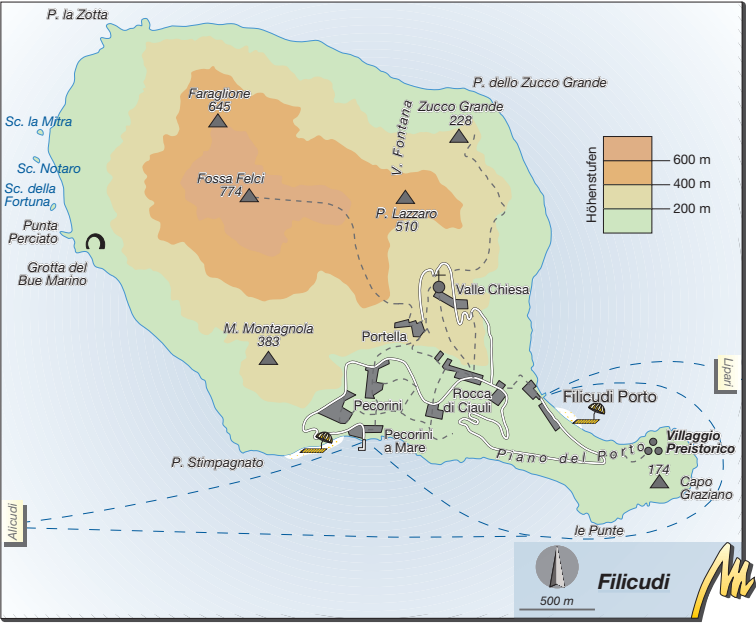 P. la Zotta
P. dello Zucco Grande
Faraglione
645
Zucco Grande
228
Sc. la Mitra
V. Fontana
Höhenstufen
600 m
400 m
200 m
Sc. Notaro
Fossa Felci
774
Sc. della
Fortuna
P. Lazzaro
510
Punta
Perciato
Grotta del
Bue Marino
Valle Chiesa
M. Montagnola
383
Portella
Lipari
Filicudi Porto
Rocca
di Ciauli
Pecorini
Pecorini
a Mare
Villaggio
Preistorico
Piano del Porto
P. Stimpagnato
174
Capo
Graziano
Alicudi
le Punte
Filicudi
500 m